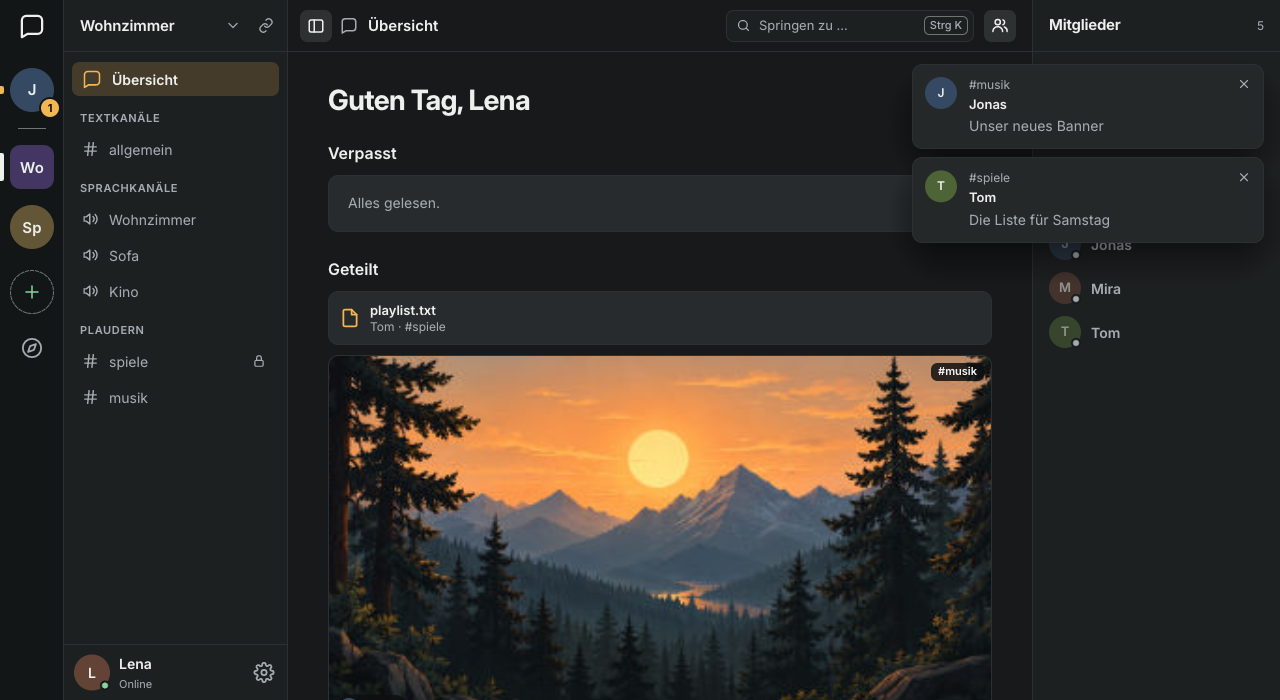 J
1
Wo
Sp
Wohnzimmer
Übersicht
TEXTKANÄLE
allgemein
SPRACHKANÄLE
Wohnzimmer
Sofa
Kino
PLAUDERN
spiele
musik
L
Lena
Online
Übersicht
Springen zu ...
Strg K
Guten Tag, Lena
Verpasst
Alles gelesen.
Geteilt
playlist.txt
Tom · #spiele
#musik
Mitglieder
5
J
#musik
Jonas
Unser neues Banner
T
#spiele
Tom
Die Liste für Samstag
J
Jonas
M
Mira
T
Tom